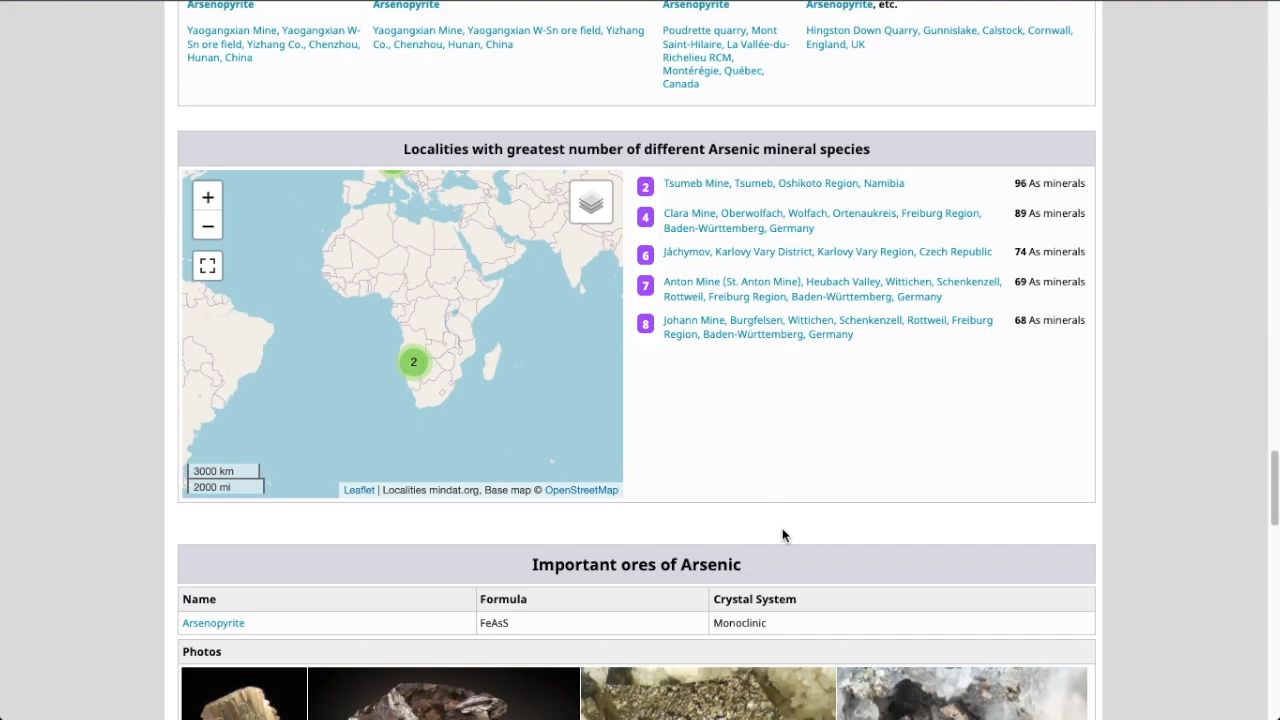 Arsenopyrite
Arsenopyrite
Arsenopyrite
Arsenopyrite, etc.
Yaogangxian Mine, Yaogangxian W-
Sn ore field, Yizhang Co., Chenzhou,
Hunan, China
Yaogangxian Mine, Yaogangxian W-Sn ore field, Yizhang
Co., Chenzhou, Hunan, China
Poudrette quarry, Mont
Saint-Hilaire, La Vallée-du-
Richelieu RCM,
Montérégie, Québec,
Canada
Hingston Down Quarry, Gunnislake, Calstock, Cornwall,
England, UK
Localities with greatest number of different Arsenic mineral species
+
−
2
3000 km
2000 mi
Leaflet | Localities mindat.org, Base map © OpenStreetMap
2 Tsumeb Mine, Tsumeb, Oshikoto Region, Namibia 96 As minerals
4 Clara Mine, Oberwolfach, Wolfach, Ortenaukreis, Freiburg Region, 89 As minerals
Baden-Württemberg, Germany
6 Jáchymov, Karlovy Vary District, Karlovy Vary Region, Czech Republic 74 As minerals
7 Anton Mine (St. Anton Mine), Heubach Valley, Wittichen, Schenkenzell, 69 As minerals
Rottweil, Freiburg Region, Baden-Württemberg, Germany
8 Johann Mine, Burgfelsen, Wittichen, Schenkenzell, Rottweil, Freiburg 68 As minerals
Region, Baden-Württemberg, Germany
Important ores of Arsenic
Name Formula Crystal System
Arsenopyrite FeAsS Monoclinic
Photos